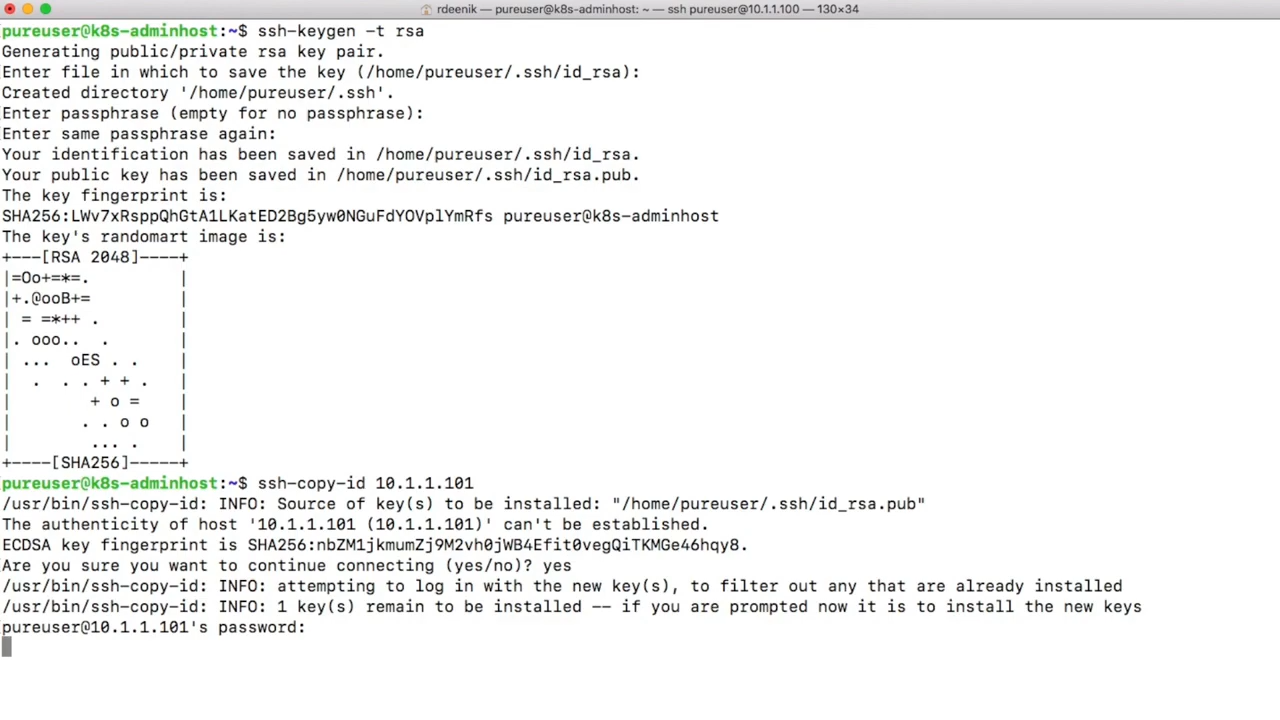 rdeenik — pureuser@k8s-adminhost: ~ — ssh pureuser@10.1.1.100 — 130×34
pureuser@k8s-adminhost:~$ ssh-keygen -t rsa
Generating public/private rsa key pair.
Enter file in which to save the key (/home/pureuser/.ssh/id_rsa):
Created directory '/home/pureuser/.ssh'.
Enter passphrase (empty for no passphrase):
Enter same passphrase again:
Your identification has been saved in /home/pureuser/.ssh/id_rsa.
Your public key has been saved in /home/pureuser/.ssh/id_rsa.pub.
The key fingerprint is:
SHA256:LWv7xRsppQhGtA1LKatED2Bg5yw0NGuFdYOVplYmRfs pureuser@k8s-adminhost
The key's randomart image is:
+---[RSA 2048]----+
|=Oo+=*=.         |
|+.@ooB+=         |
| = =*++ .        |
|. ooo..  .       |
| ...  oES . .    |
|  .  . . + + .   |
|        + o =    |
|       . . o o   |
|        ... .    |
+----[SHA256]-----+
pureuser@k8s-adminhost:~$ ssh-copy-id 10.1.1.101
/usr/bin/ssh-copy-id: INFO: Source of key(s) to be installed: "/home/pureuser/.ssh/id_rsa.pub"
The authenticity of host '10.1.1.101 (10.1.1.101)' can't be established.
ECDSA key fingerprint is SHA256:nbZM1jkmumZj9M2vh0jWB4Efit0vegQiTKMGe46hqy8.
Are you sure you want to continue connecting (yes/no)? yes
/usr/bin/ssh-copy-id: INFO: attempting to log in with the new key(s), to filter out any that are already installed
/usr/bin/ssh-copy-id: INFO: 1 key(s) remain to be installed -- if you are prompted now it is to install the new keys
pureuser@10.1.1.101's password: